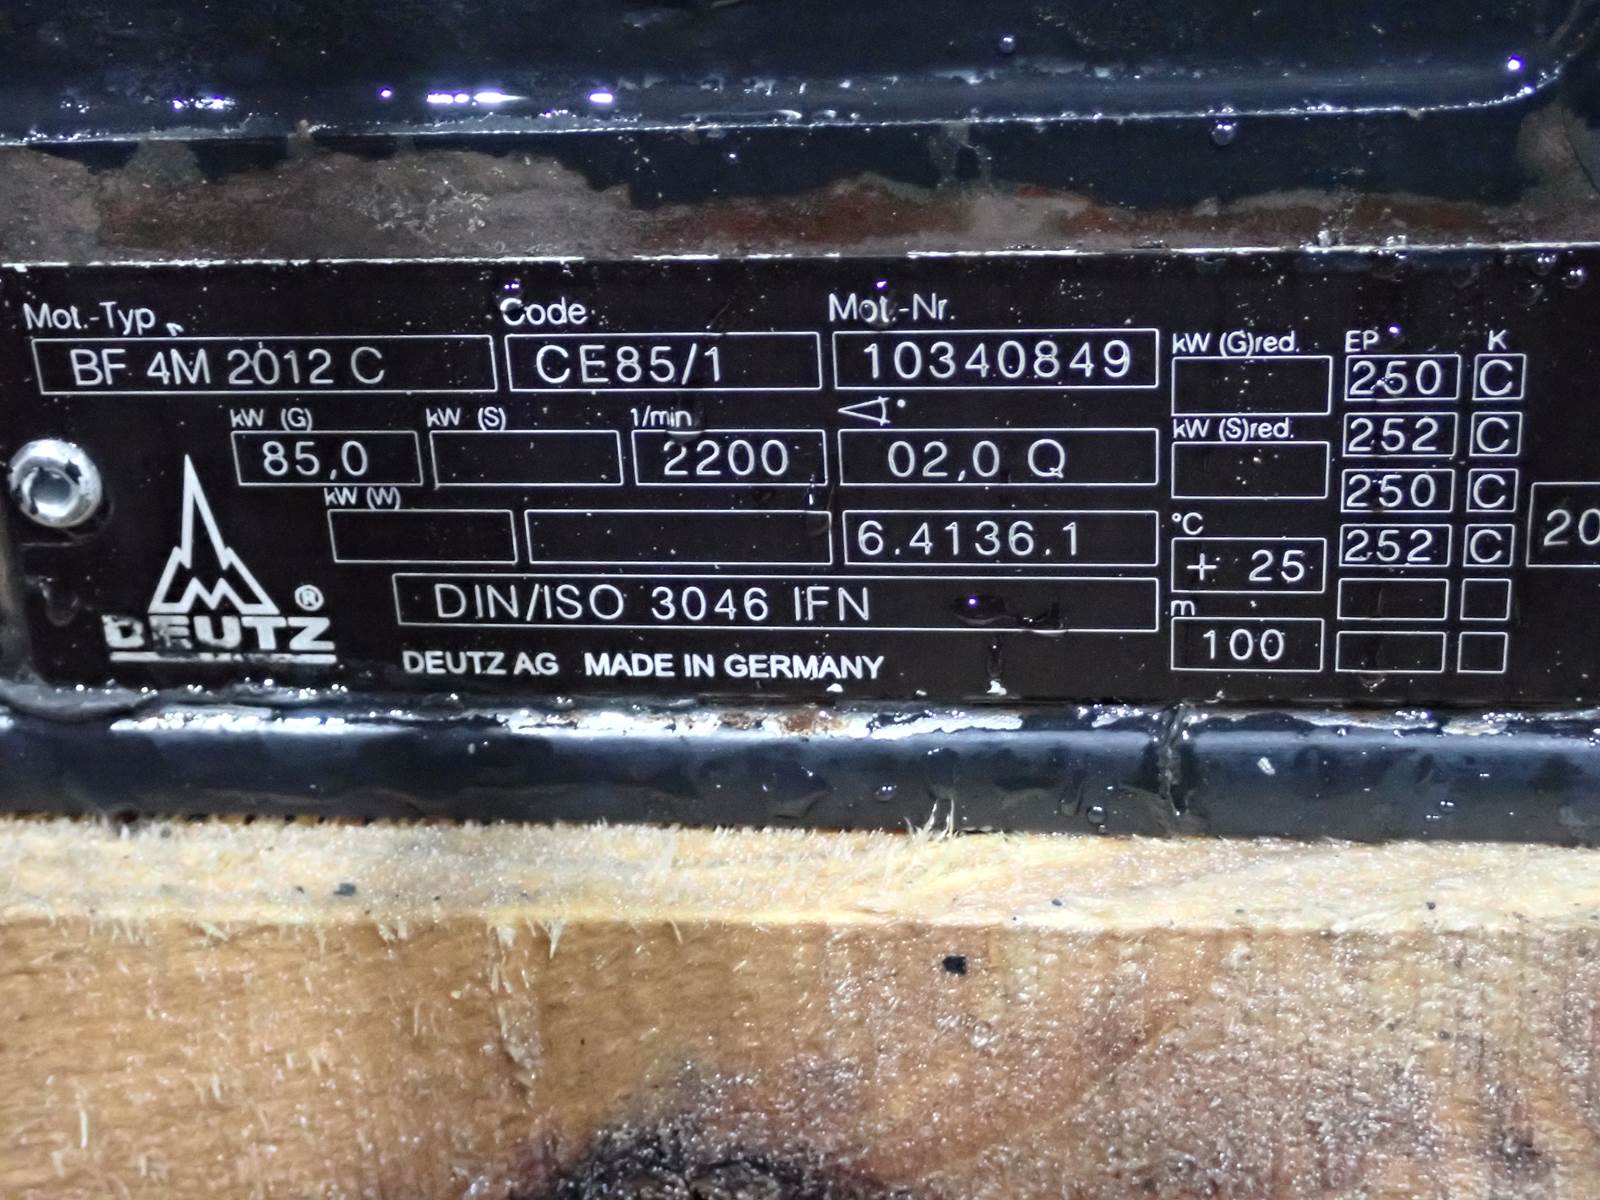 Mot.-Typ Code Mot.-Nr.
BF 4M 2012 C CE85/1 10340849 kW (G)red. EP K
250 C
kW (G) kW (S) 1/min ° kW (S)red. 252 C
85,0 2200 02,0 Q
250 C
kW (W) °C
6.4136.1 + 25 252 C 20
DIN/ISO 3046 IFN m
® 100
DEUTZ
DEUTZ AG MADE IN GERMANY